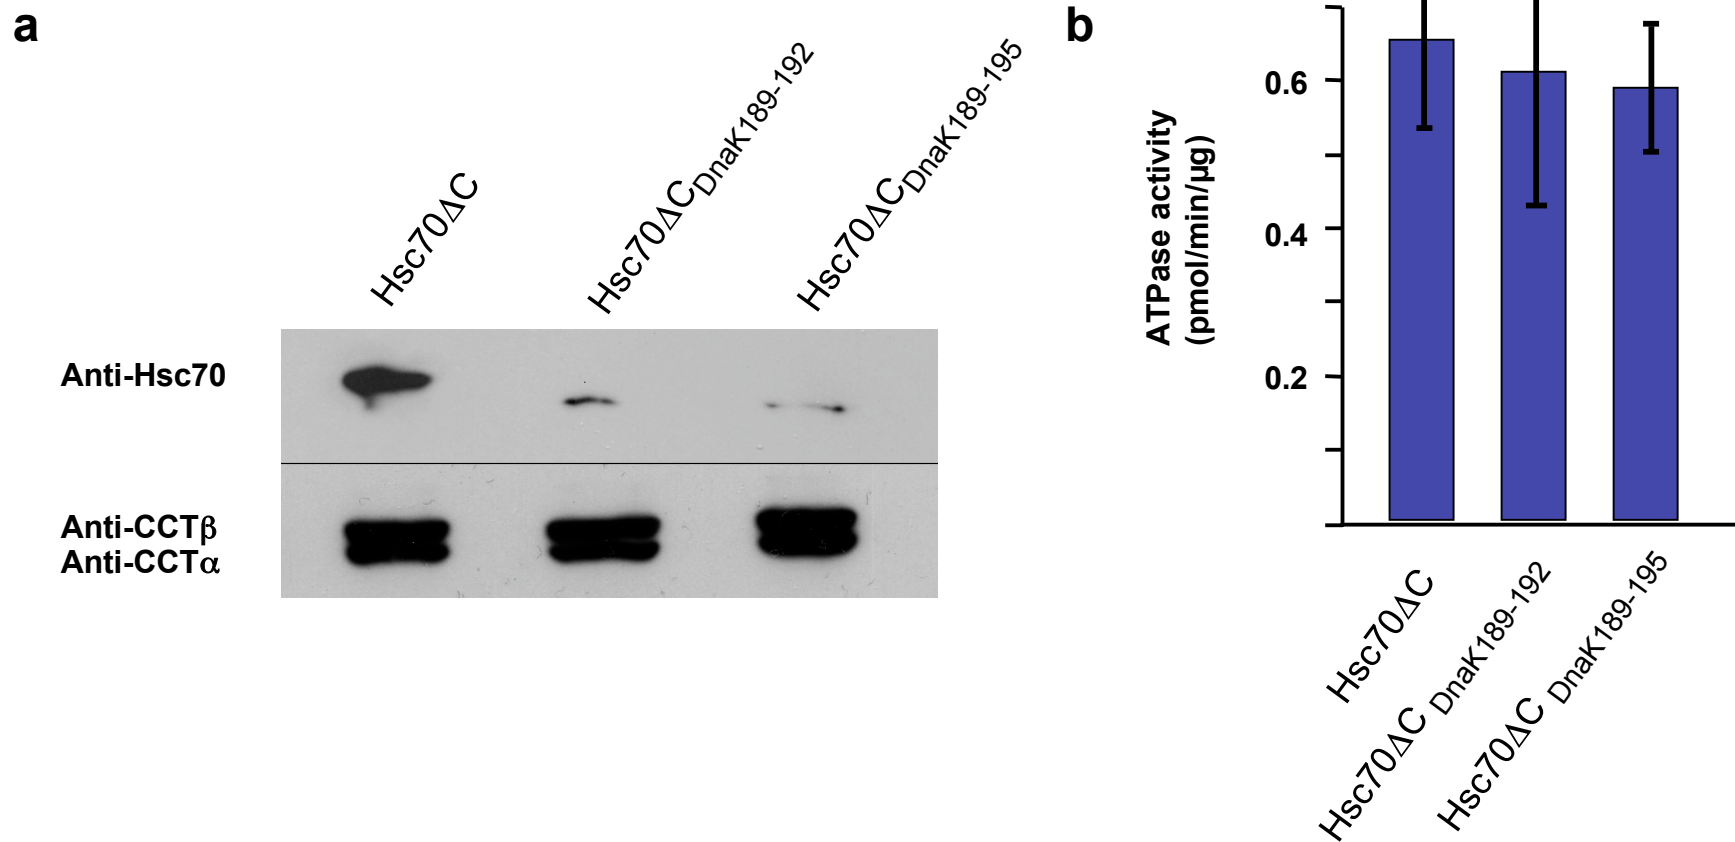 a
Hsc70ΔC
Hsc70ΔCDnaK189-192
Hsc70ΔCDnaK189-195
Anti-Hsc70
Anti-CCTβ
Anti-CCTα
b
ATPase activity
(pmol/min/µg)
0.6
0.4
0.2
Hsc70ΔC
Hsc70ΔC DnaK189-192
Hsc70ΔC DnaK189-195